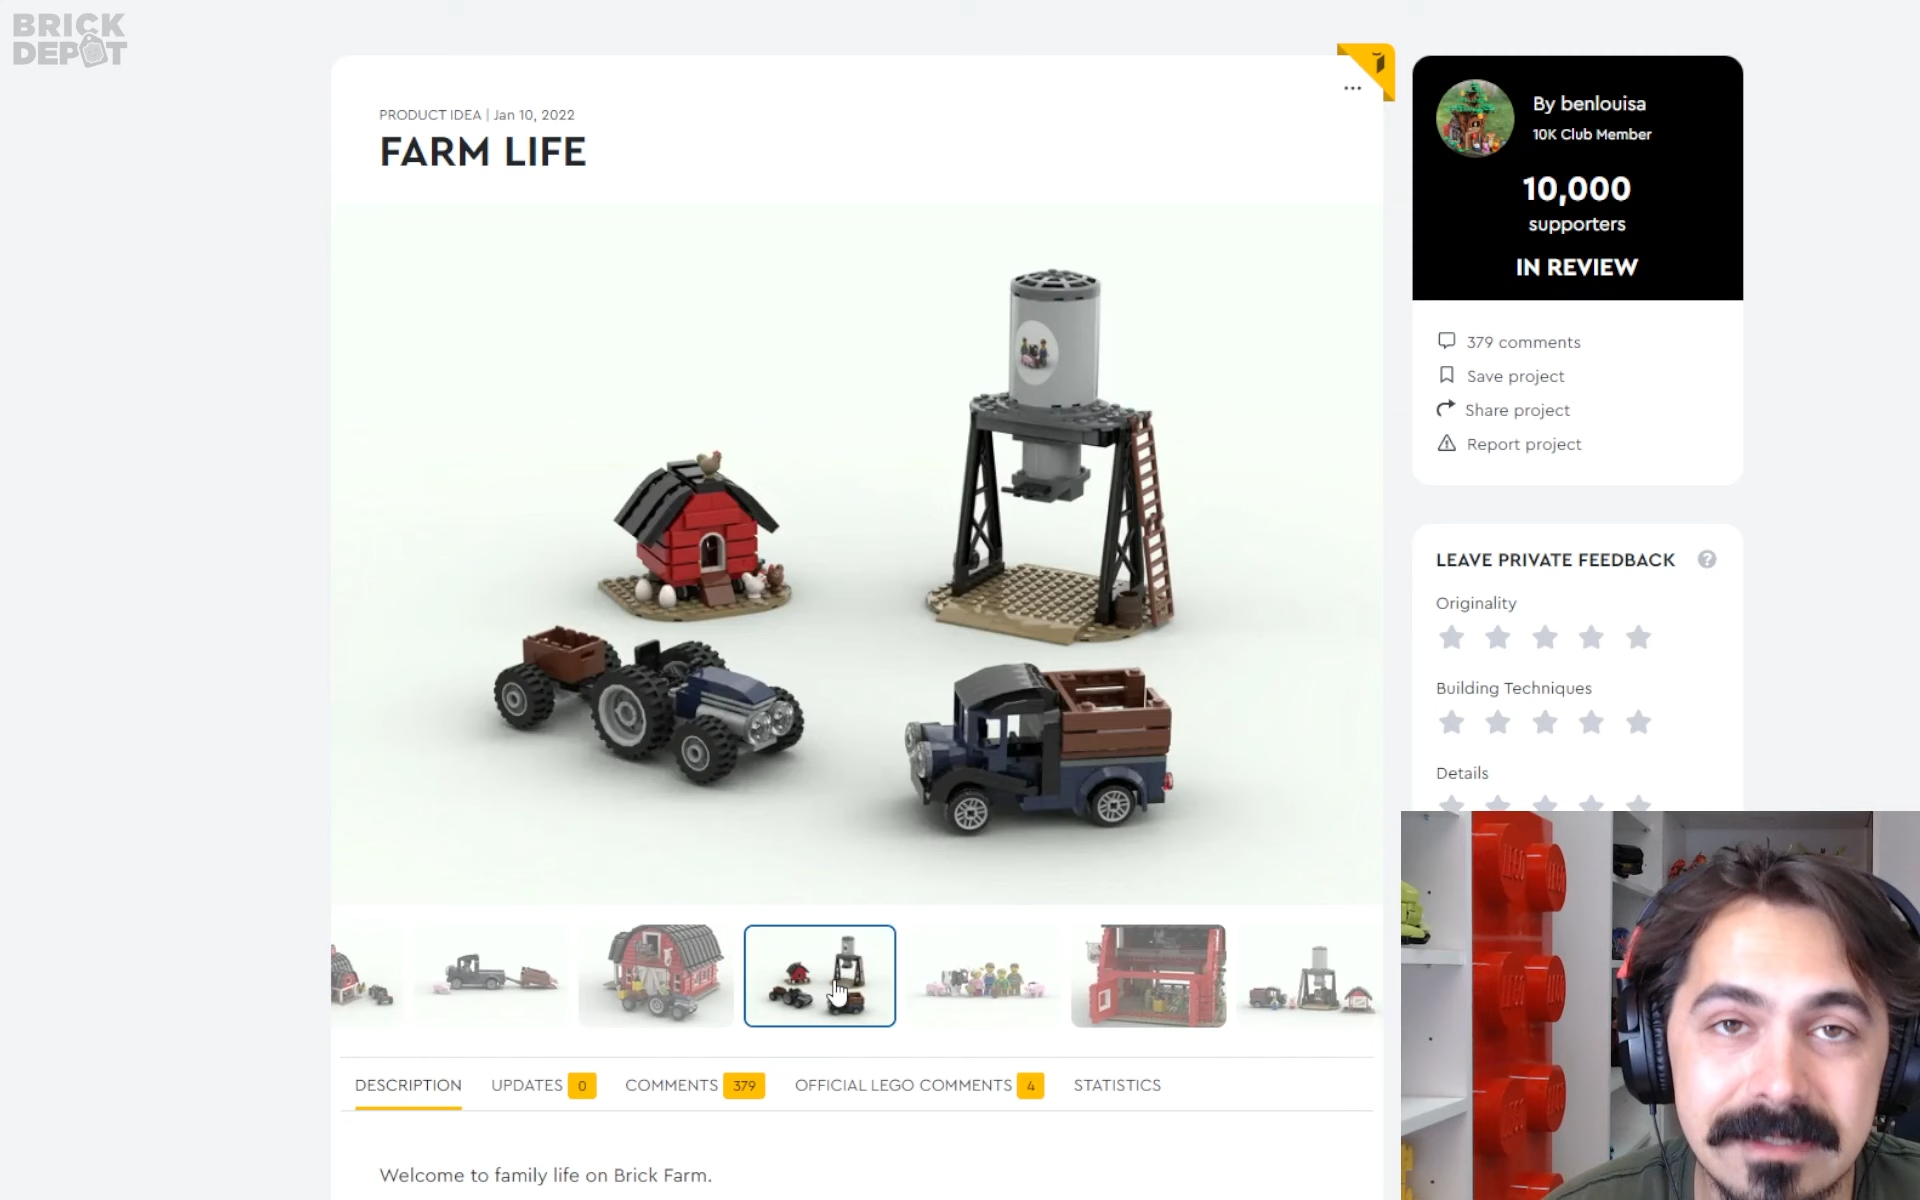 BRICK
DEPOT
PRODUCT IDEA | Jan 10, 2022
FARM LIFE
By benlouisa
10K Club Member
10,000
supporters
IN REVIEW
379 comments
Save project
Share project
Report project
LEAVE PRIVATE FEEDBACK ?
Originality
Building Techniques
Details
DESCRIPTION UPDATES 0 COMMENTS 379 OFFICIAL LEGO COMMENTS 4 STATISTICS
Welcome to family life on Brick Farm.